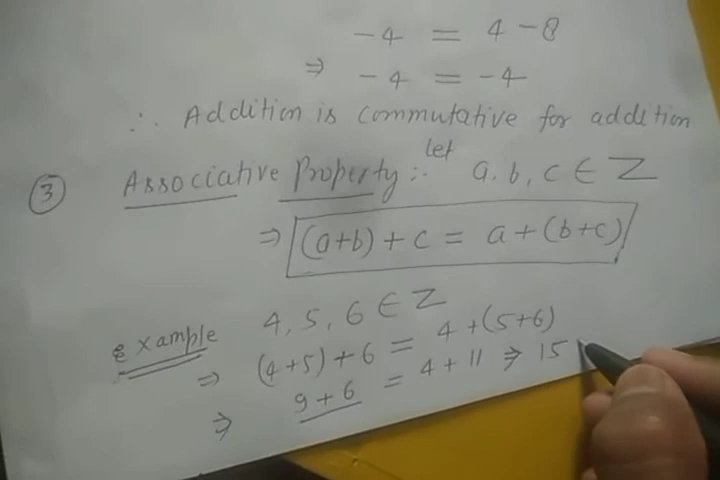 -4 = 4 - 8
⇒ -4 = -4
∴ Addition is commutative for addition
③ Associative Property :- let a, b, c ∈ Z
⇒ (a+b) + c = a + (b+c)
example 4, 5, 6 ∈ Z
⇒ (4+5) + 6 = 4 + (5+6)
⇒ 9 + 6 = 4 + 11 ⇒ 15